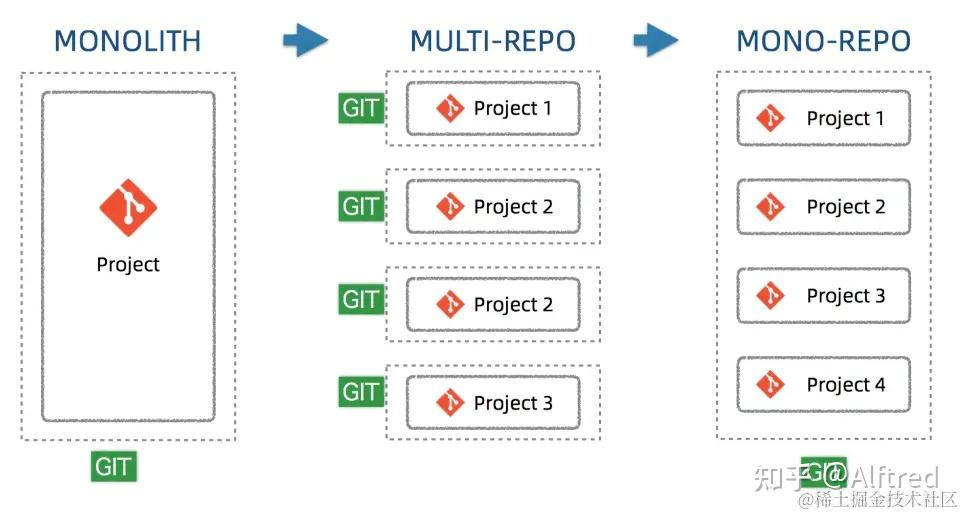 MONOLITH
MULTI-REPO
MONO-REPO
Project
GIT
GIT
Project 1
GIT
Project 2
GIT
Project 2
GIT
Project 3
Project 1
Project 2
Project 3
Project 4
GIT
知乎 @Alftred
@稀土掘金技术社区